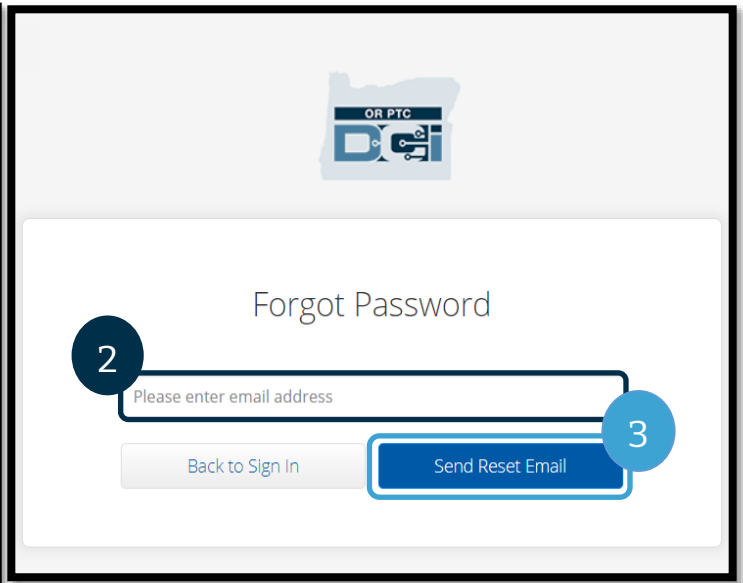 OR PTC
DCi
Forgot Password
2
Please enter email address
3
Back to Sign In
Send Reset Email